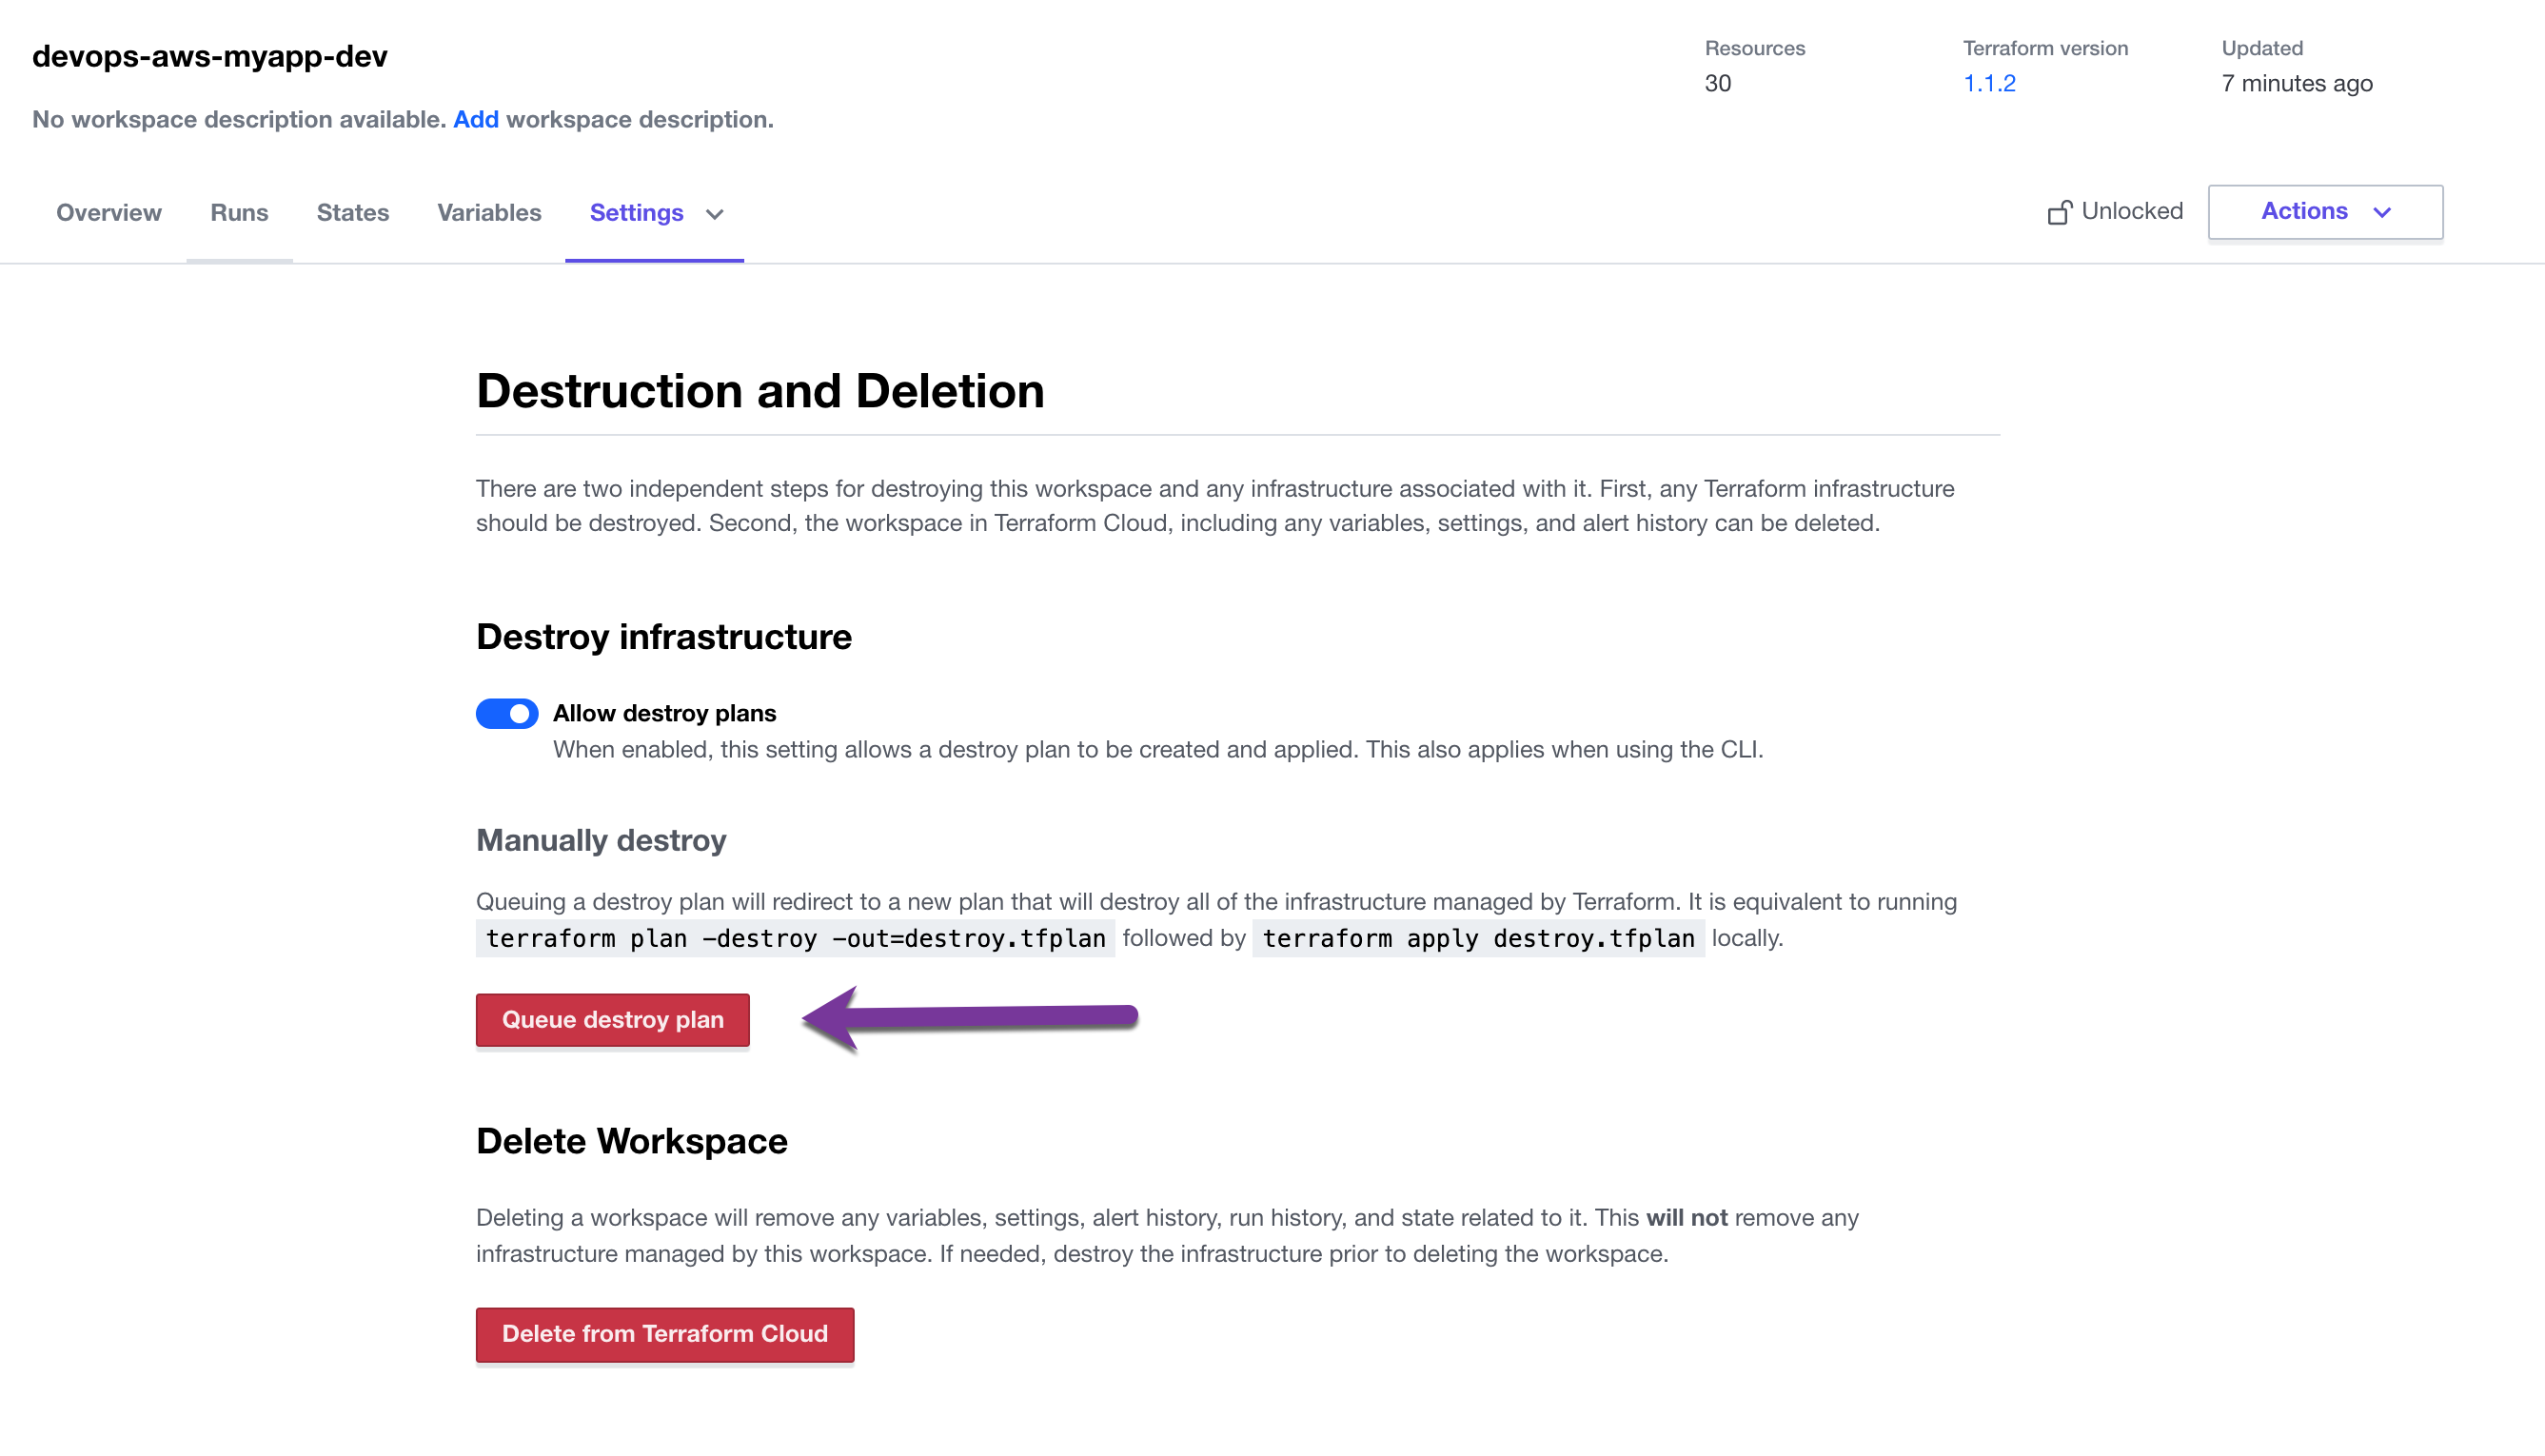 devops-aws-myapp-dev
Resources
30
Terraform version
1.1.2
Updated
7 minutes ago
No workspace description available. Add workspace description.
Overview Runs States Variables Settings
Unlocked
Actions
Destruction and Deletion
There are two independent steps for destroying this workspace and any infrastructure associated with it. First, any Terraform infrastructure
should be destroyed. Second, the workspace in Terraform Cloud, including any variables, settings, and alert history can be deleted.
Destroy infrastructure
Allow destroy plans
When enabled, this setting allows a destroy plan to be created and applied. This also applies when using the CLI.
Manually destroy
Queuing a destroy plan will redirect to a new plan that will destroy all of the infrastructure managed by Terraform. It is equivalent to running
terraform plan -destroy -out=destroy.tfplan followed by terraform apply destroy.tfplan locally.
Queue destroy plan
Delete Workspace
Deleting a workspace will remove any variables, settings, alert history, run history, and state related to it. This will not remove any
infrastructure managed by this workspace. If needed, destroy the infrastructure prior to deleting the workspace.
Delete from Terraform Cloud